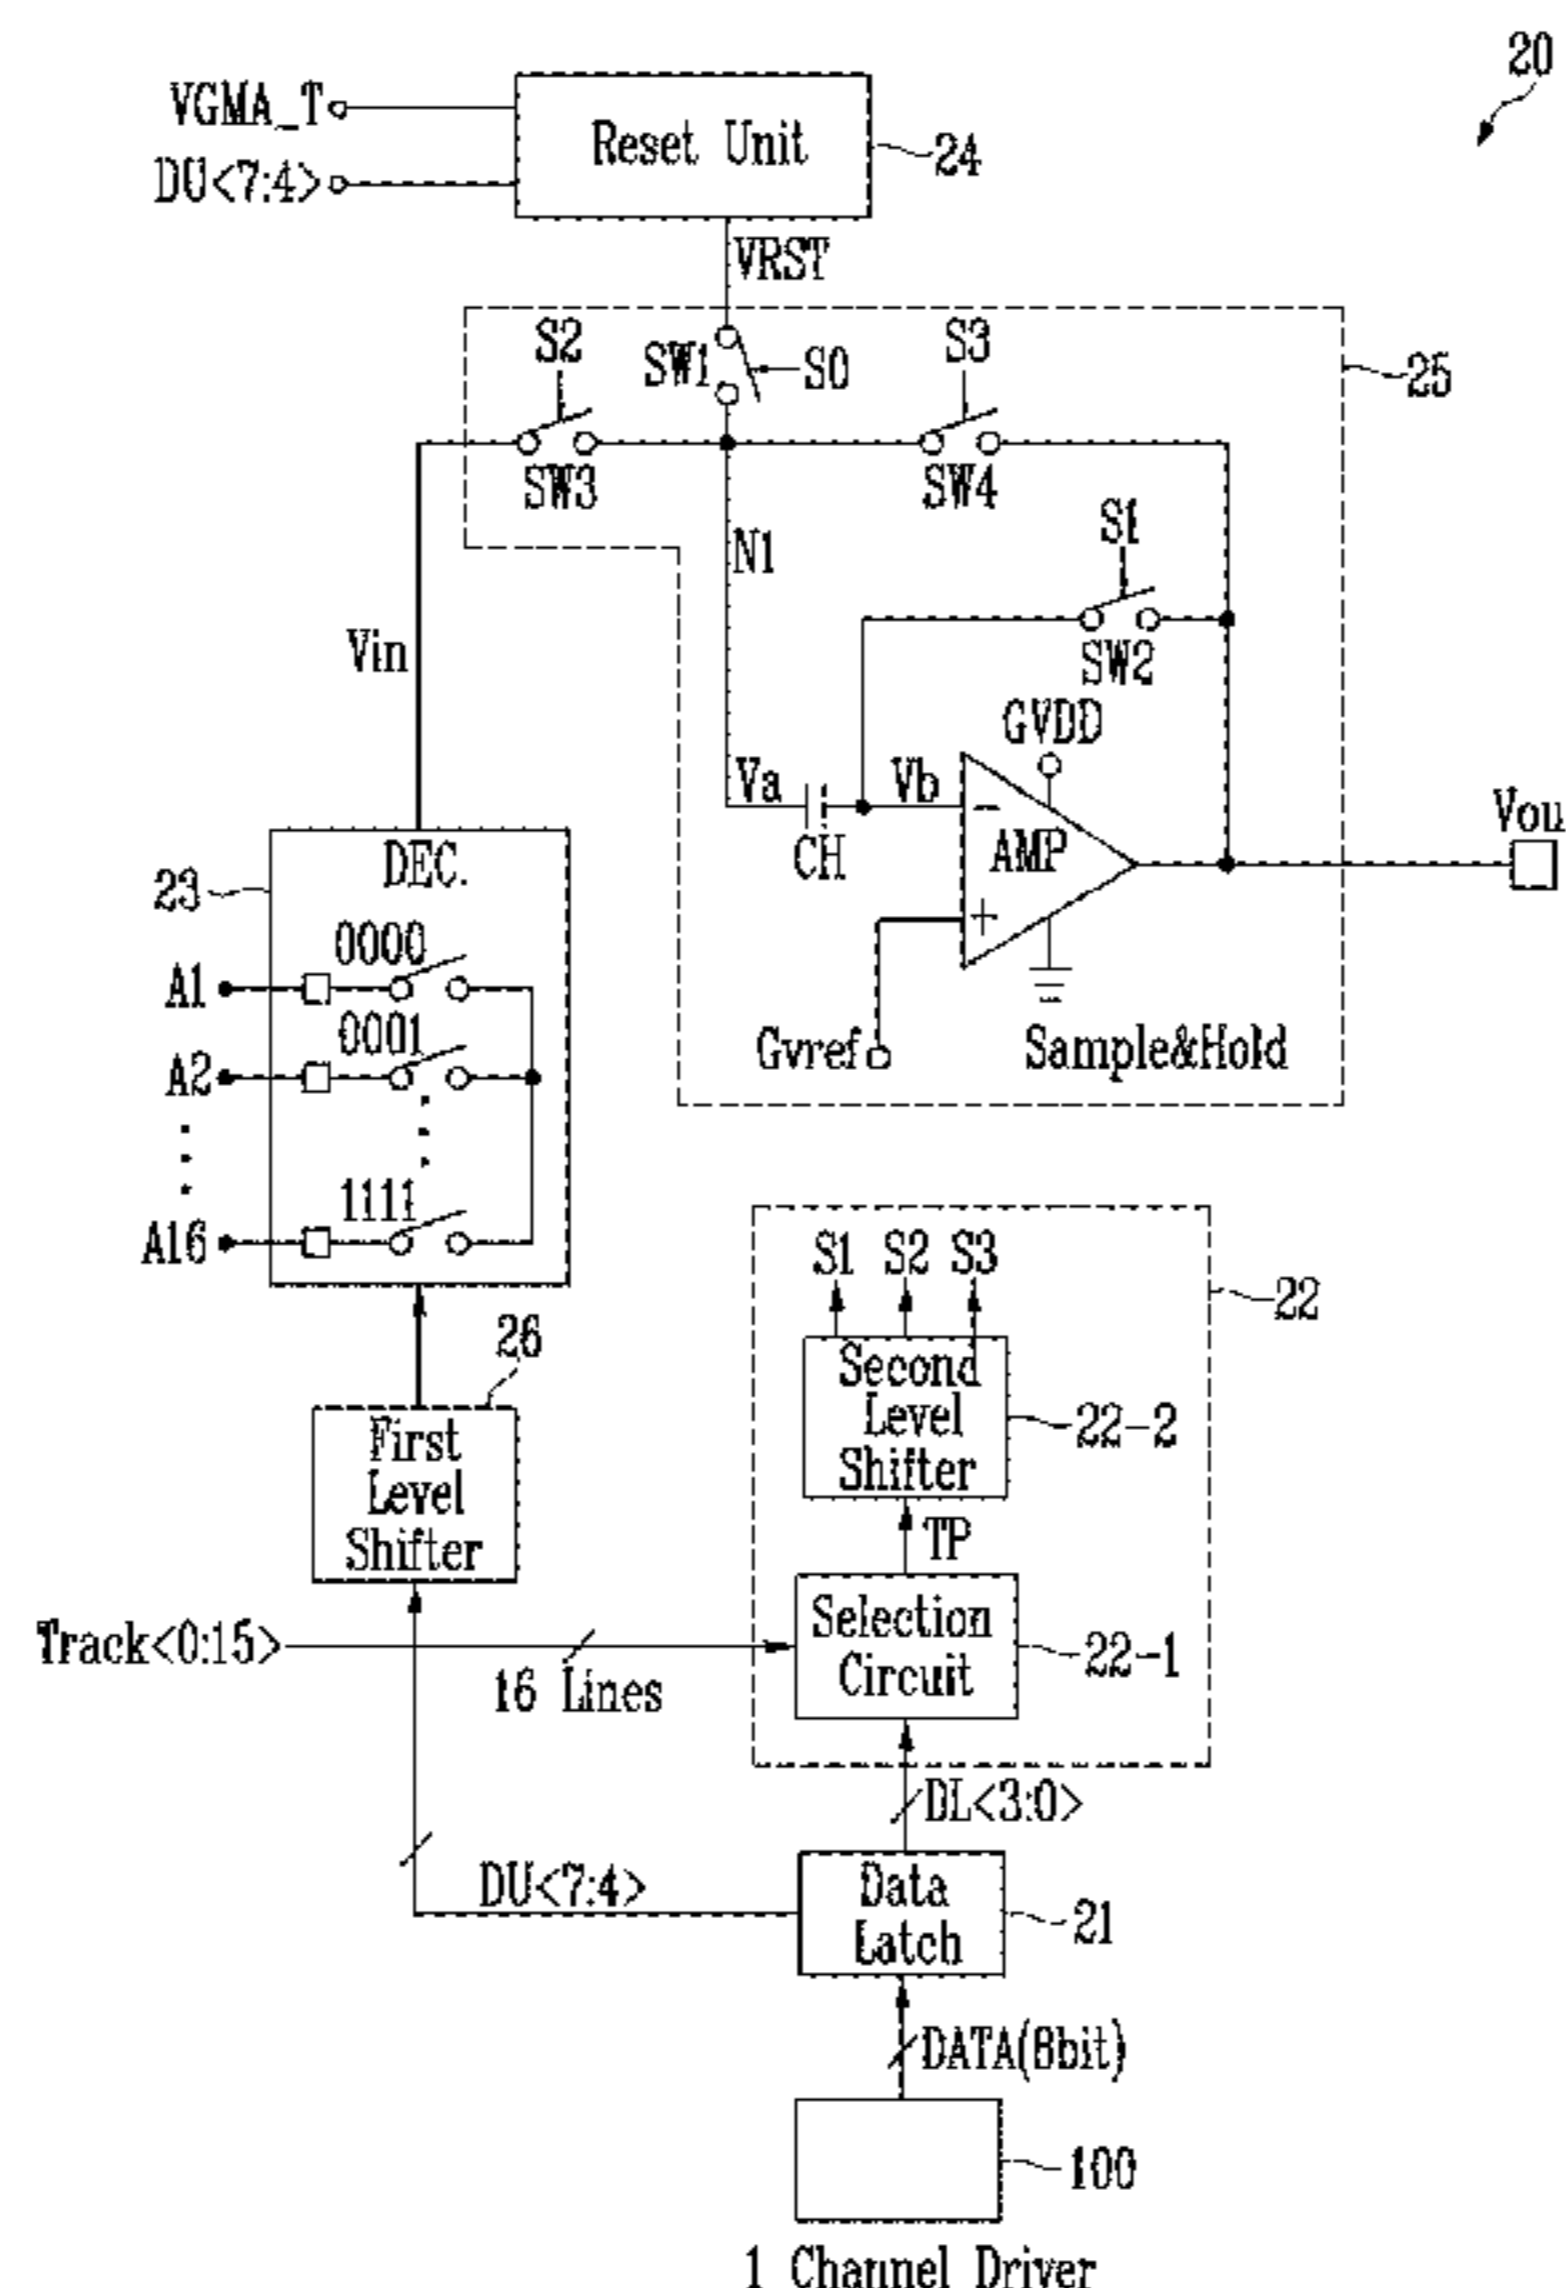 20
VGMA_T
Reset Unit
24
DU<7:4>
VRST
S2
SW1
S0
S3
25
SW3
SW4
N1
S1
SW2
Vin
GVDD
Va
Vb
CH
AMP
Vou
DEC.
23
0000
A1
0001
A2
Gvref
Sample&Hold
1111
A16
S1 S2 S3
22
26
Second
Level
Shifter
22-2
First
Level
Shifter
TP
Track<0:15>
16 Lines
Selection
Circuit
22-1
DL<3:0>
DU<7:4>
Data
Latch
21
DATA(8bit)
100
1 Channel Driver